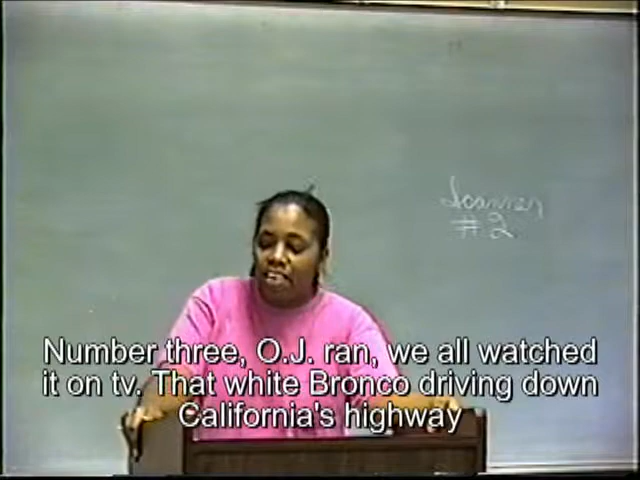 #2
Number three, O.J. ran, we all watched
it on tv. That white Bronco driving down
California's highway